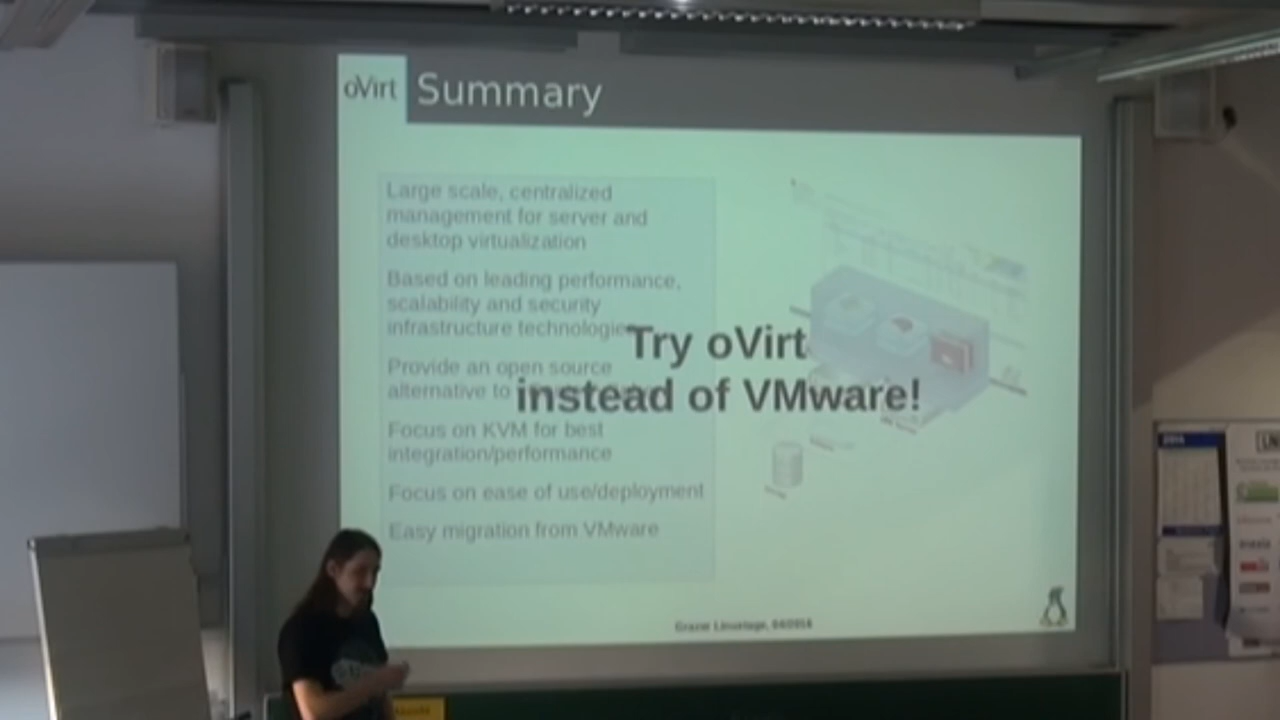 oVirt
Summary
Large scale, centralized
management for server and
desktop virtualization
Based on leading performance,
scalability and security
infrastructure technologies
Provide an open source
alternative to
Try oVirt
instead of VMware!
Focus on KVM for best
integration/performance
Focus on ease of use/deployment
Easy migration from VMware
Grazer Linuxtage,